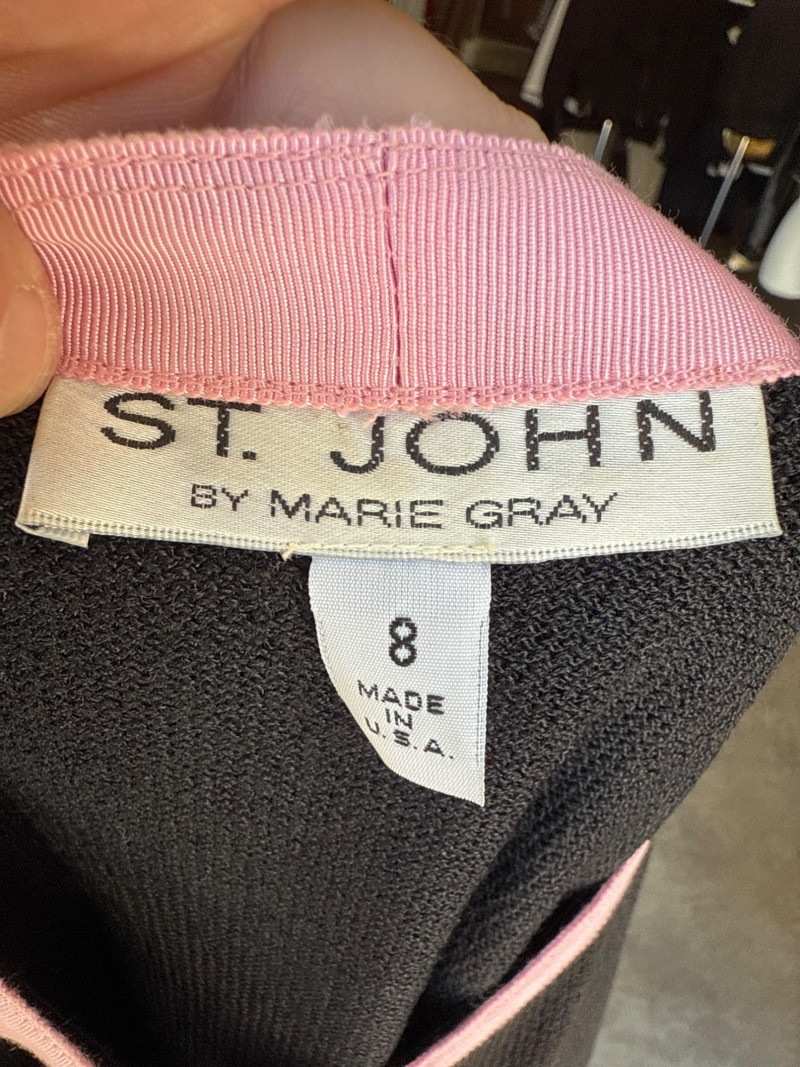 ST. JOHN
BY MARIE GRAY
8
MADE
IN
U.S.A.